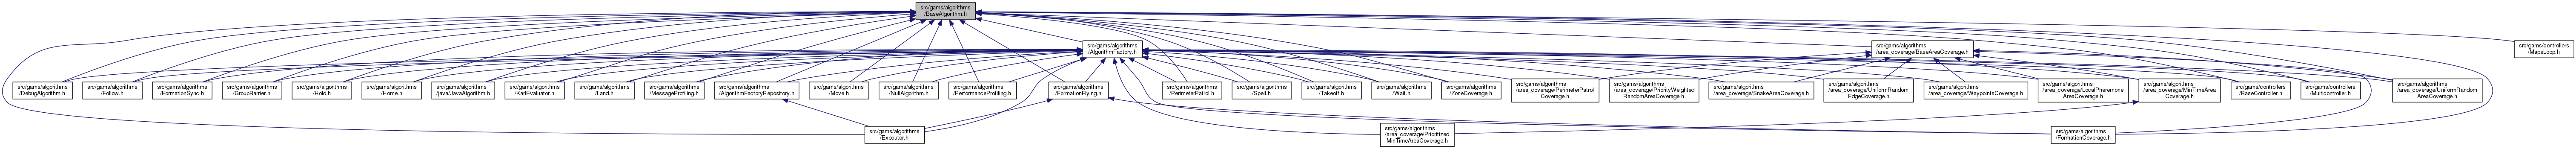 src/gams/algorithms
/BaseAlgorithm.h
src/gams/algorithms
/AlgorithmFactory.h
src/gams/algorithms
/area_coverage/BaseAreaCoverage.h
src/gams/controllers
/MapeLoop.h
src/gams/algorithms
/DebugAlgorithm.h
src/gams/algorithms
/Follow.h
src/gams/algorithms
/FormationSync.h
src/gams/algorithms
/GroupBarrier.h
src/gams/algorithms
/Hold.h
src/gams/algorithms
/Home.h
src/gams/algorithms
/java/JavaAlgorithm.h
src/gams/algorithms
/KarlEvaluator.h
src/gams/algorithms
/Land.h
src/gams/algorithms
/MessageProfiling.h
src/gams/algorithms
/AlgorithmFactoryRepository.h
src/gams/algorithms
/Move.h
src/gams/algorithms
/NullAlgorithm.h
src/gams/algorithms
/PerformanceProfiling.h
src/gams/algorithms
/FormationFlying.h
src/gams/algorithms
/PerimeterPatrol.h
src/gams/algorithms
/Spell.h
src/gams/algorithms
/Takeoff.h
src/gams/algorithms
/Wait.h
src/gams/algorithms
/ZoneCoverage.h
src/gams/algorithms
/area_coverage/PerimeterPatrol
Coverage.h
src/gams/algorithms
/area_coverage/PriorityWeighted
RandomAreaCoverage.h
src/gams/algorithms
/area_coverage/SnakeAreaCoverage.h
src/gams/algorithms
/area_coverage/UniformRandom
EdgeCoverage.h
src/gams/algorithms
/area_coverage/WaypointsCoverage.h
src/gams/algorithms
/area_coverage/LocalPheremone
AreaCoverage.h
src/gams/algorithms
/area_coverage/MinTimeArea
Coverage.h
src/gams/controllers
/BaseController.h
src/gams/controllers
/Multicontroller.h
src/gams/algorithms
/area_coverage/UniformRandom
AreaCoverage.h
src/gams/algorithms
/Executor.h
src/gams/algorithms
/area_coverage/Prioritized
MinTimeAreaCoverage.h
src/gams/algorithms
/FormationCoverage.h